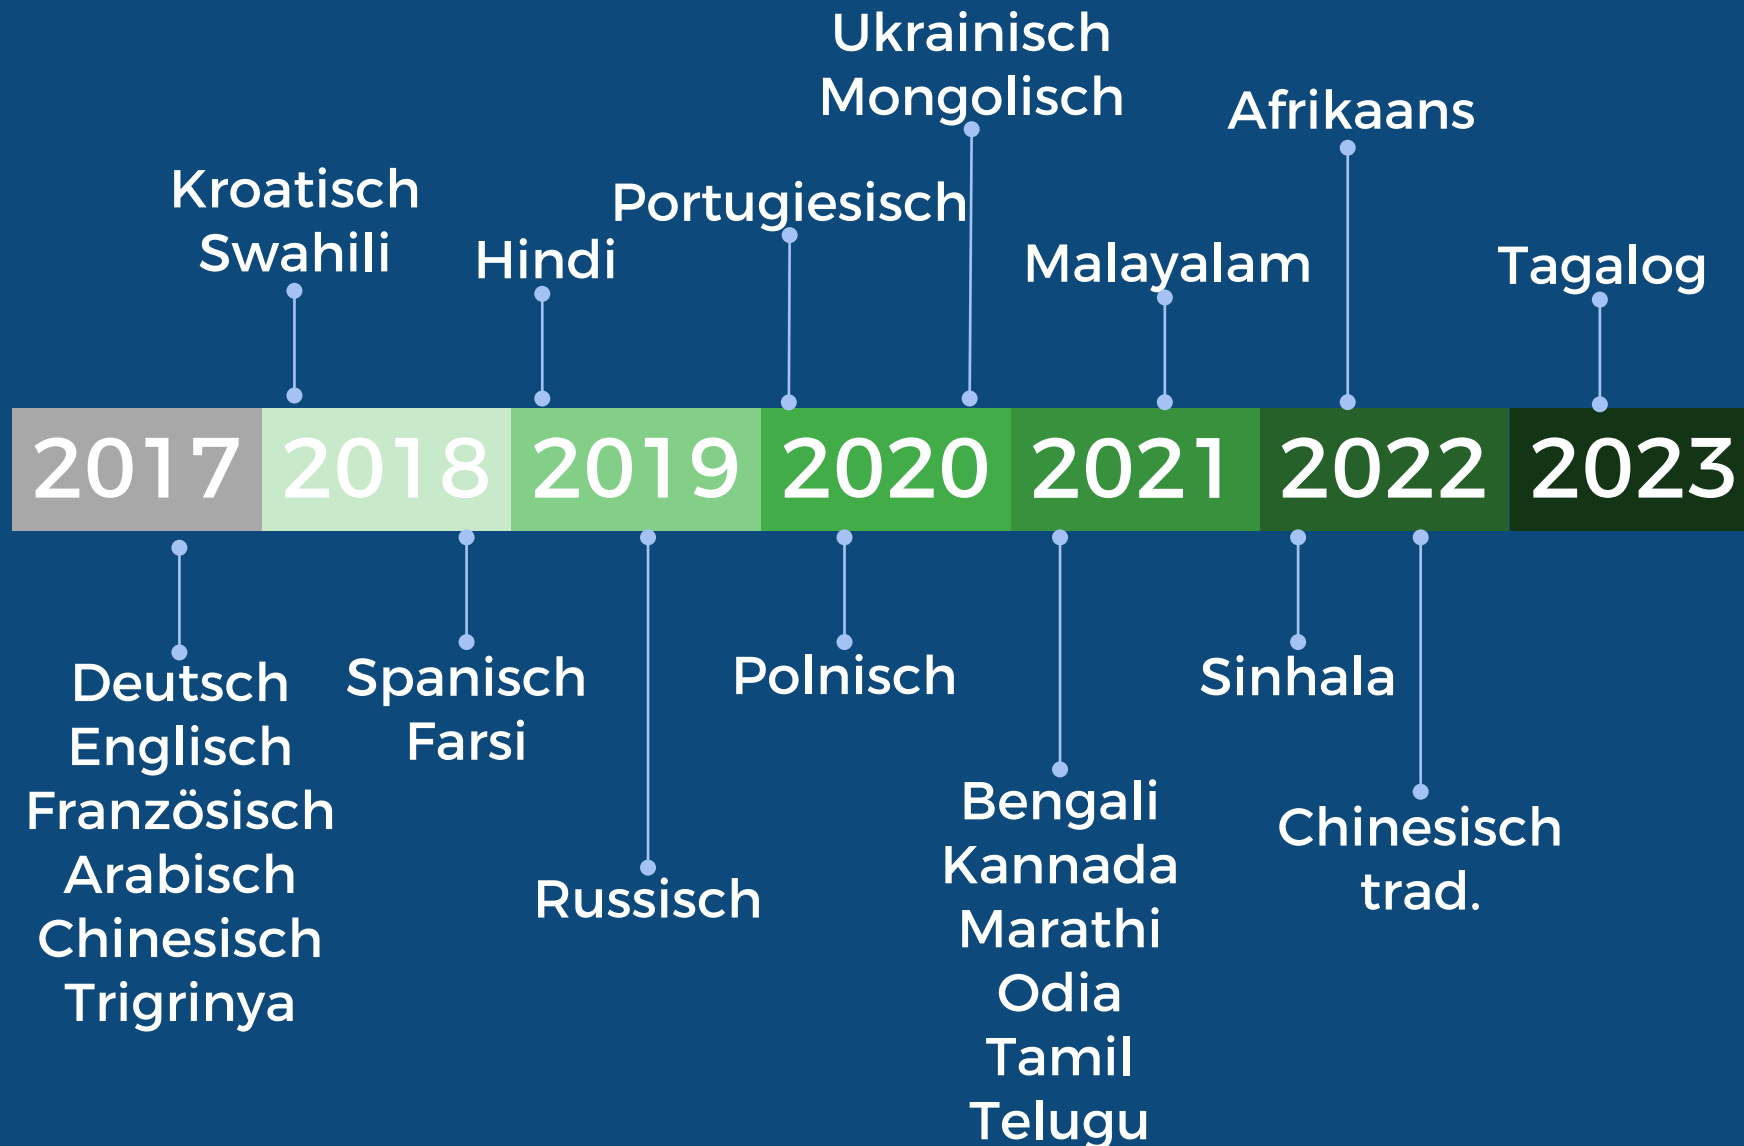 Ukrainisch
Mongolisch
Afrikaans
Kroatisch
Swahili
Portugiesisch
Hindi
Malayalam
Tagalog
2017 2018 2019 2020 2021 2022 2023
Deutsch
Englisch
Französisch
Arabisch
Chinesisch
Trigrinya
Spanisch
Farsi
Russisch
Polnisch
Bengali
Kannada
Marathi
Odia
Tamil
Telugu
Sinhala
Chinesisch
trad.